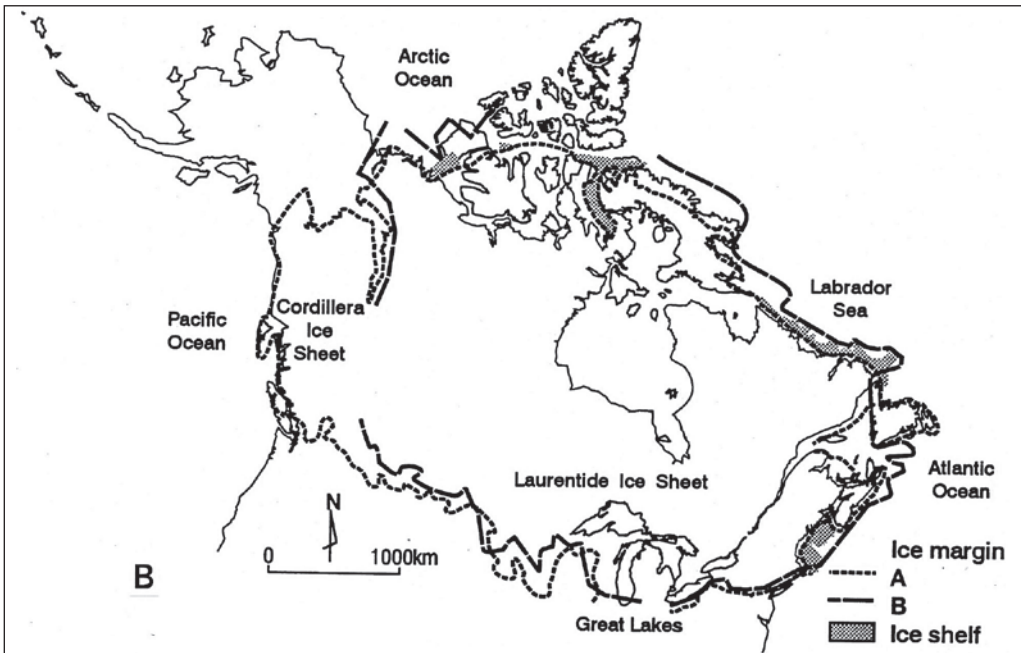 Arctic
Ocean
Labrador
Sea
Pacific
Ocean
Cordillera
Ice
Sheet
Laurentide Ice Sheet
Atlantic
Ocean
N
0
1000km
B
Great Lakes
Ice margin
A
B
Ice shelf